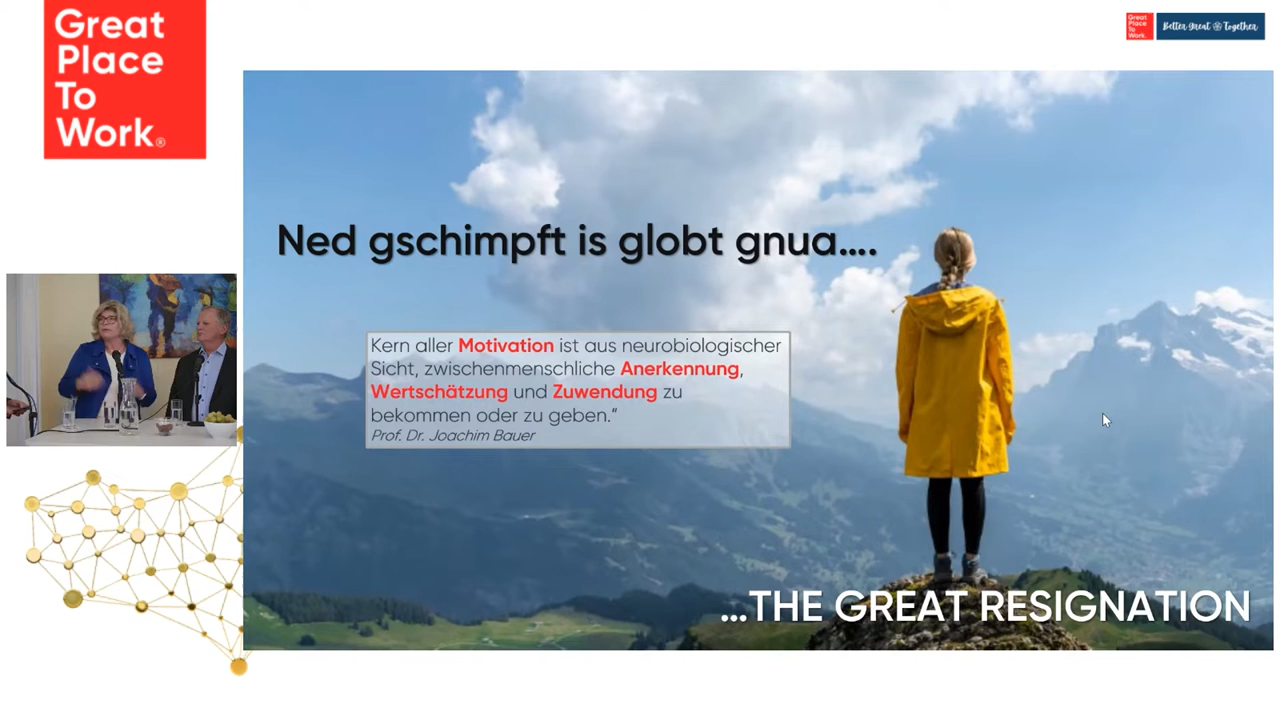 Great
Place
To
Work®
Great
Place
To
Work.
Better Great Together
Ned gschimpft is globt gnua....
Kern aller Motivation ist aus neurobiologischer
Sicht, zwischenmenschliche Anerkennung,
Wertschätzung und Zuwendung zu
bekommen oder zu geben.“
Prof. Dr. Joachim Bauer
...THE GREAT RESIGNATION